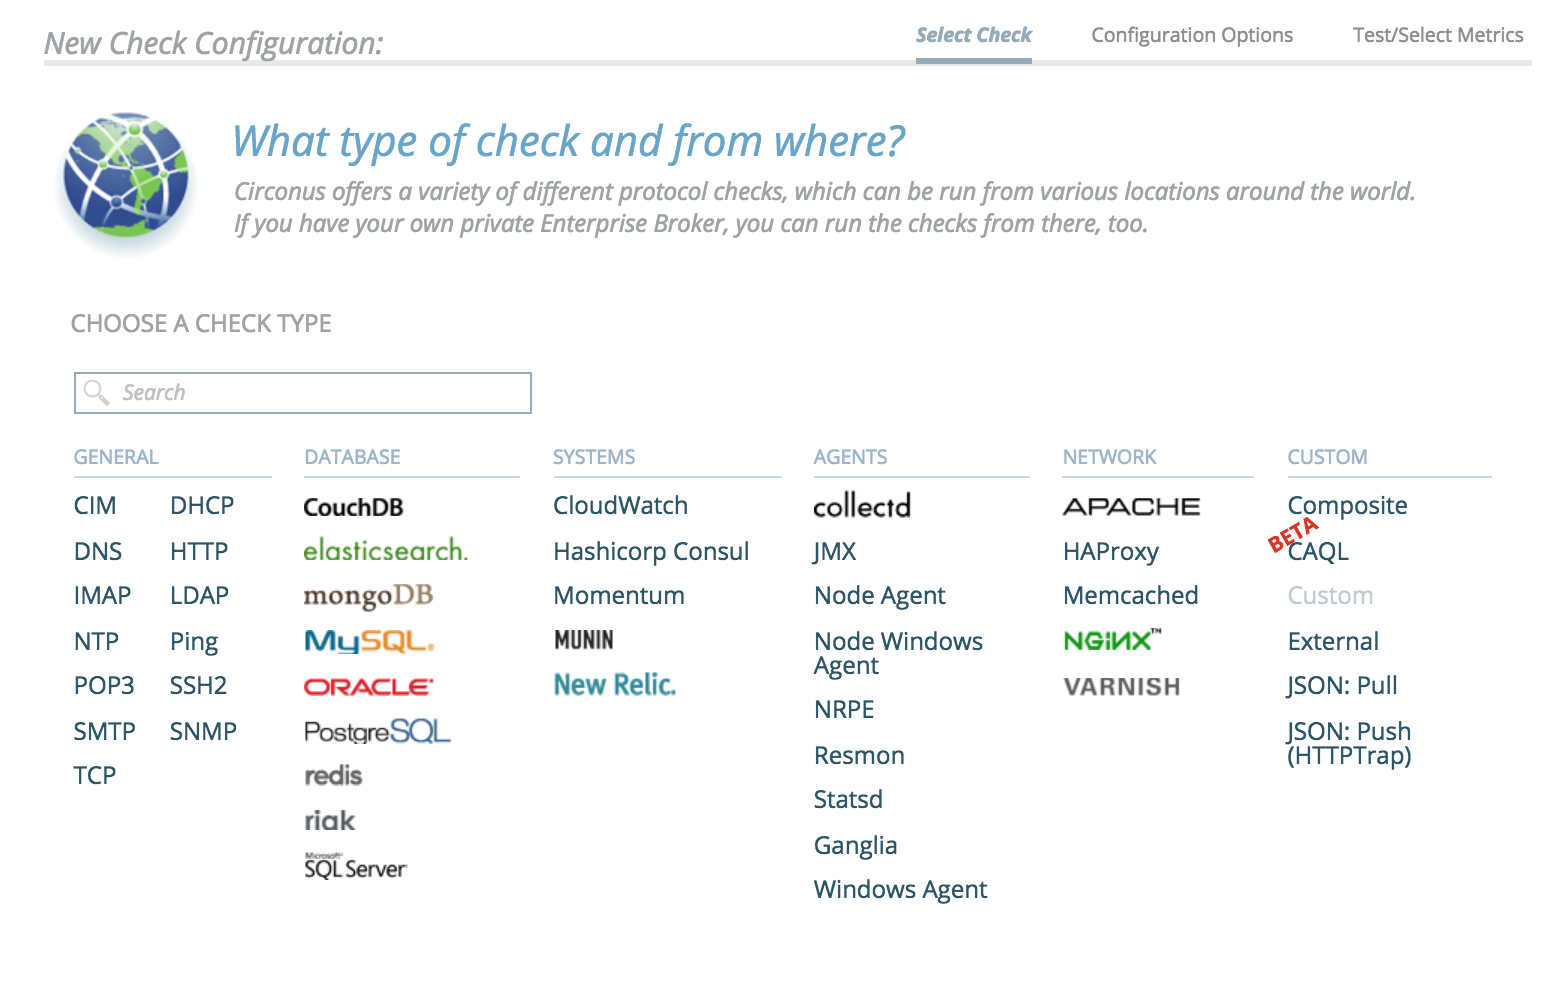 New Check Configuration:
Select Check
Configuration Options
Test/Select Metrics
What type of check and from where?
Circonus offers a variety of different protocol checks, which can be run from various locations around the world.
If you have your own private Enterprise Broker, you can run the checks from there, too.
CHOOSE A CHECK TYPE
Search
GENERAL
CIM
DHCP
DNS
HTTP
IMAP
LDAP
NTP
Ping
POP3
SSH2
SMTP
SNMP
TCP
DATABASE
CouchDB
elasticsearch.
mongoDB
MySQL®
ORACLE®
PostgreSQL
redis
riak
Microsoft®
SQL Server
SYSTEMS
CloudWatch
Hashicorp Consul
Momentum
MUNIN
New Relic.
AGENTS
collectd
JMX
Node Agent
Node Windows
Agent
NRPE
Resmon
Statsd
Ganglia
Windows Agent
NETWORK
APACHE
HAProxy
Memcached
NGINX™
VARNISH
CUSTOM
Composite
BETA
CAQL
Custom
External
JSON: Pull
JSON: Push
(HTTPTrap)